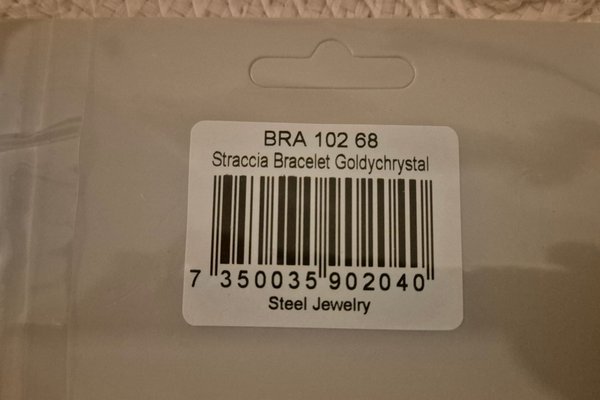 BRA 102 68
Straccia Bracelet Goldychrystal
7 350035 902040
Steel Jewelry